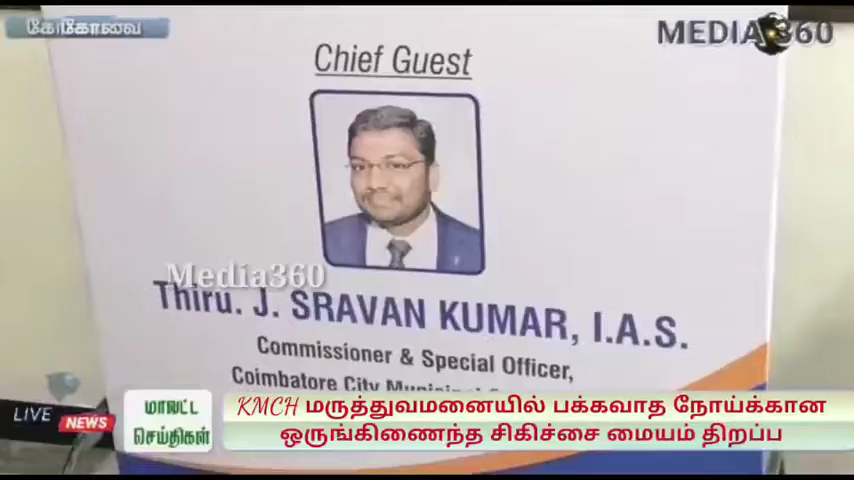 கோவை
MEDIA 360
Chief Guest
Media360
Thiru. J. SRAVAN KUMAR, I.A.S.
Commissioner & Special Officer,
Coimbatore City Municipal
LIVE
NEWS
மாவட்ட
செய்திகள்
KMCH மருத்துவமனையில் பக்கவாத நோய்க்கான
ஒருங்கிணைந்த சிகிச்சை மையம் திறப்ப